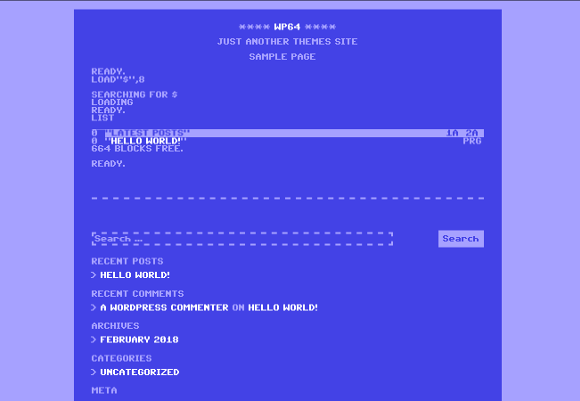 **** WP64 ****
JUST ANOTHER THEMES SITE
SAMPLE PAGE
READY.
LOAD"$",8
SEARCHING FOR $
LOADING
READY.
LIST
0 "LATEST POSTS" 1A 2A
0 "HELLO WORLD!" PRG
664 BLOCKS FREE.
READY.
Search …
Search
RECENT POSTS
> HELLO WORLD!
RECENT COMMENTS
> A WORDPRESS COMMENTER ON HELLO WORLD!
ARCHIVES
> FEBRUARY 2018
CATEGORIES
> UNCATEGORIZED
META